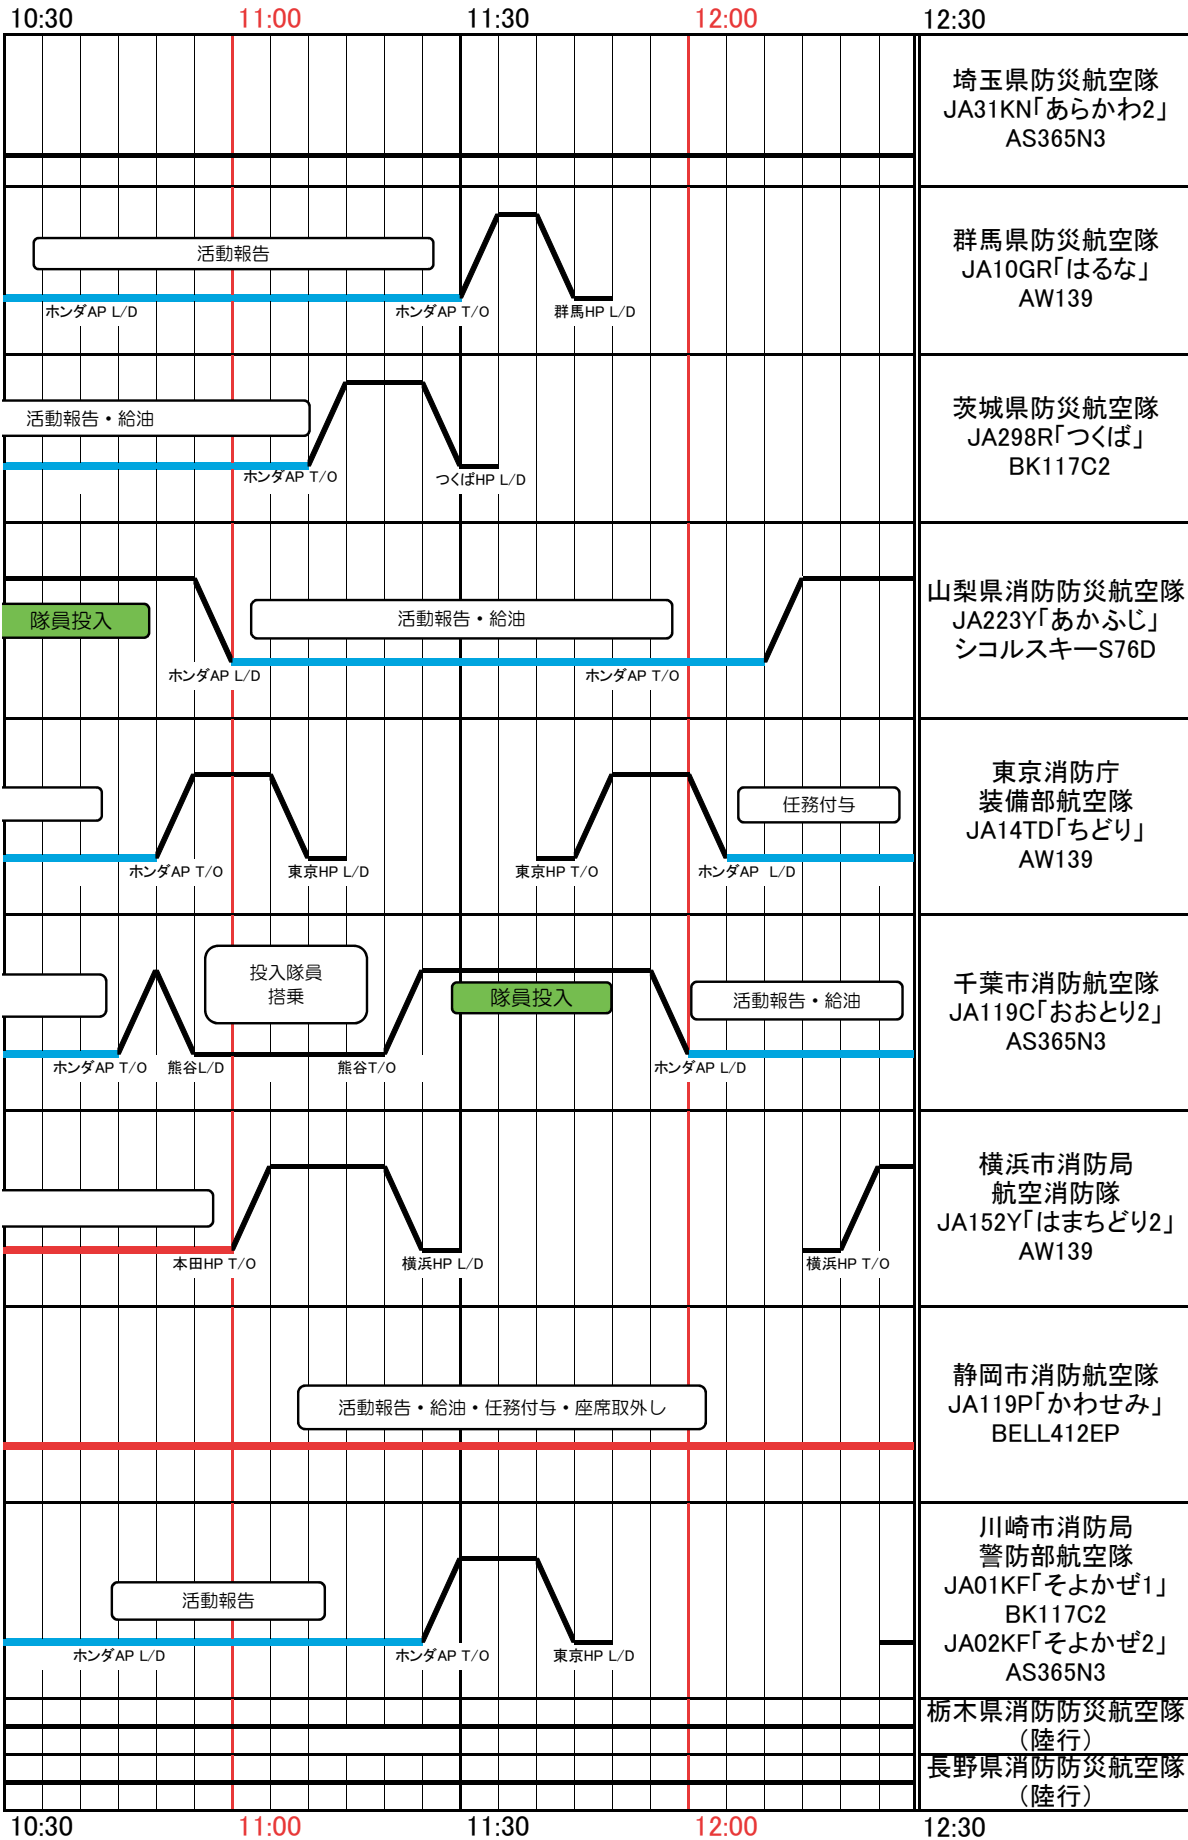 10:30 11:00 11:30 12:00 12:30
埼玉県防災航空隊
JA31KN「あらかわ2」
AS365N3
活動報告
ホンダAP L/D ホンダAP T/O 群馬HP L/D
群馬県防災航空隊
JA10GR「はるな」
AW139
活動報告・給油
ホンダAP T/O つくばHP L/D
茨城県防災航空隊
JA298R「つくば」
BK117C2
隊員投入 活動報告・給油
ホンダAP L/D ホンダAP T/O
山梨県消防防災航空隊
JA223Y「あかふじ」
シコルスキーS76D
任務付与
ホンダAP T/O 東京HP L/D 東京HP T/O ホンダAP L/D
東京消防庁
装備部航空隊
JA14TD「ちどり」
AW139
投入隊員
搭乗
隊員投入 活動報告・給油
ホンダAP T/O 熊谷L/D 熊谷T/O ホンダAP L/D
千葉市消防航空隊
JA119C「おおとり2」
AS365N3
本田HP T/O 横浜HP L/D 横浜HP T/O
横浜市消防局
航空消防隊
JA152Y「はまちどり2」
AW139
活動報告・給油・任務付与・座席取外し
静岡市消防航空隊
JA119P「かわせみ」
BELL412EP
活動報告
ホンダAP L/D ホンダAP T/O 東京HP L/D
川崎市消防局
警防部航空隊
JA01KF「そよかぜ1」
BK117C2
JA02KF「そよかぜ2」
AS365N3
栃木県消防防災航空隊
（陸行）
長野県消防防災航空隊
（陸行）
10:30 11:00 11:30 12:00 12:30